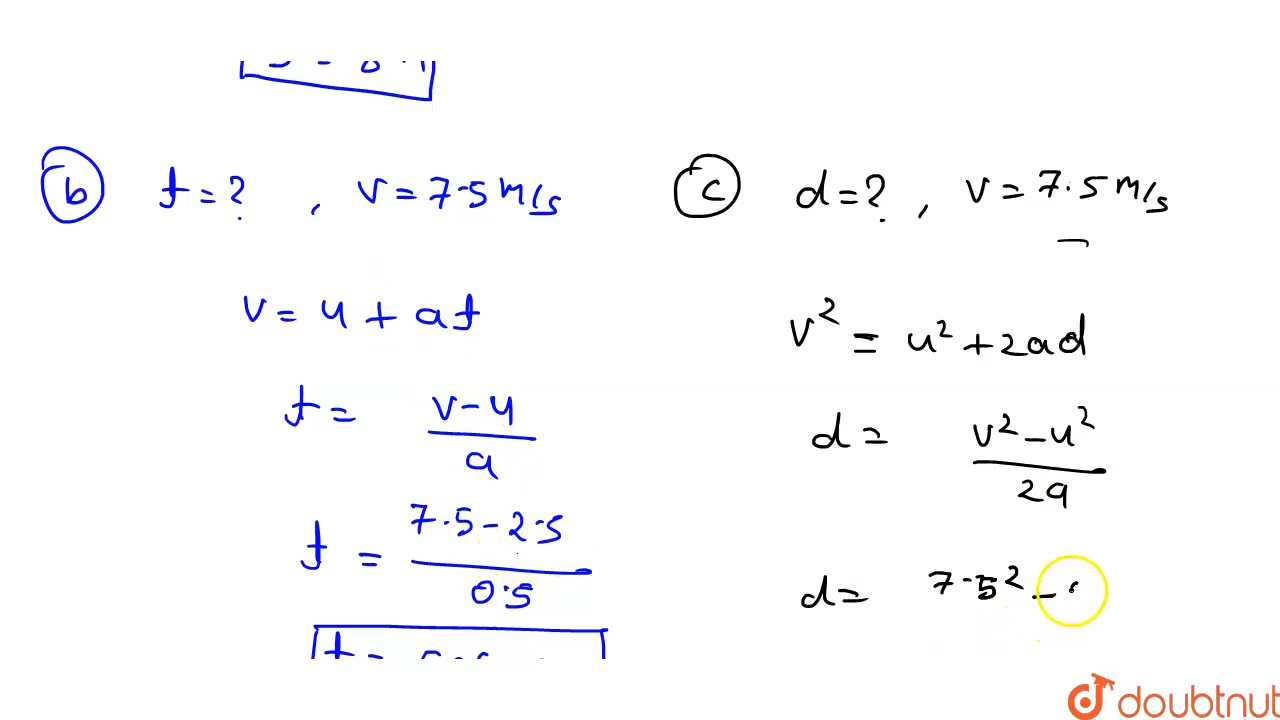 b t = ? , v = 7.5 m/s
v = u + at
t = v - u
a
t = 7.5 - 2.5
0.5
c d = ? , v = 7.5 m/s
v² = u² + 2ad
d = v² - u²
2a
d = 7.5² -
doubtnut